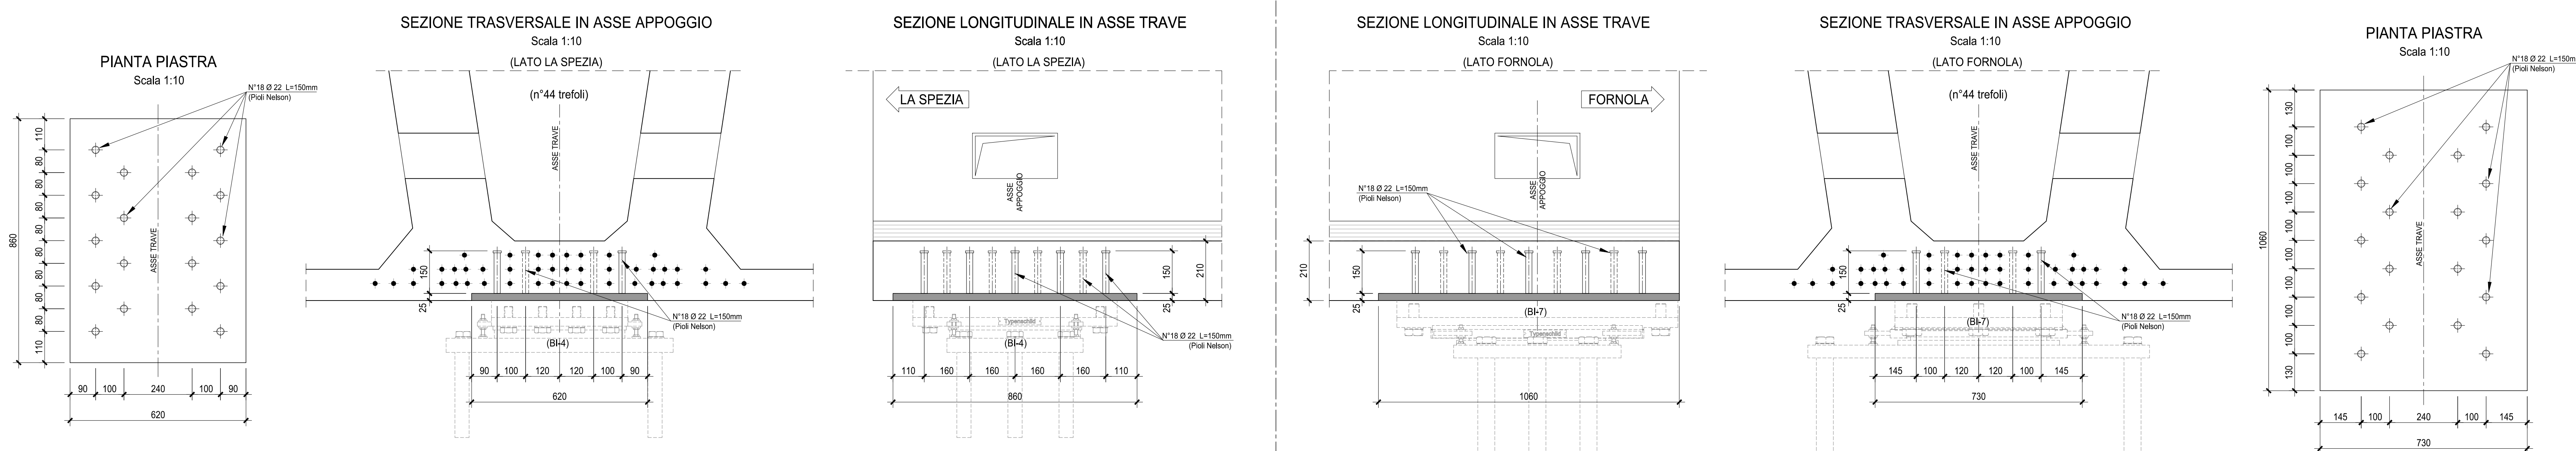 PIANTA PIASTRA
Scala 1:10
N°18 Ø 22 L=150mm
(Pioli Nelson)
110
80
80
80
80
80
80
80
80
110
860
ASSE TRAVE
90
100
240
100
90
620
SEZIONE TRASVERSALE IN ASSE APPOGGIO
Scala 1:10
(LATO LA SPEZIA)
(n°44 trefoli)
ASSE TRAVE
150
25
N°18 Ø 22 L=150mm
(Pioli Nelson)
(BI-4)
90
100
120
120
100
90
620
SEZIONE LONGITUDINALE IN ASSE TRAVE
Scala 1:10
(LATO LA SPEZIA)
LA SPEZIA
ASSE
APPOGGIO
150
25
210
Typenschild
(BI-4)
N°18 Ø 22 L=150mm
(Pioli Nelson)
110
160
160
160
160
110
860
SEZIONE LONGITUDINALE IN ASSE TRAVE
Scala 1:10
(LATO FORNOLA)
FORNOLA
N°18 Ø 22 L=150mm
(Pioli Nelson)
ASSE
APPOGGIO
210
150
25
(BI-7)
Typenschild
1060
SEZIONE TRASVERSALE IN ASSE APPOGGIO
Scala 1:10
(LATO FORNOLA)
(n°44 trefoli)
ASSE TRAVE
150
25
(BI-7)
N°18 Ø 22 L=150mm
(Pioli Nelson)
145
100
120
120
100
145
730
PIANTA PIASTRA
Scala 1:10
N°18 Ø 22 L=150m
(Pioli Nelson)
130
100
100
100
100
100
100
100
100
130
1060
ASSE TRAVE
145
100
240
100
145
730